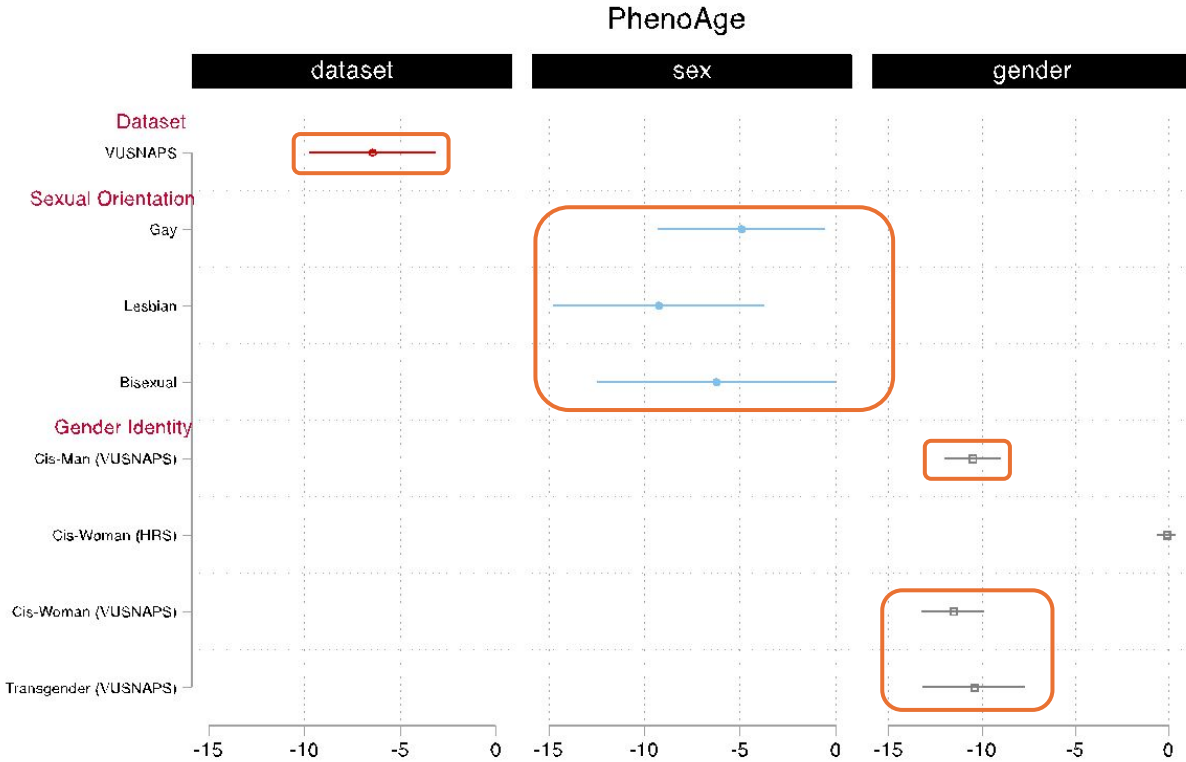 PhenoAge
dataset sex gender
Dataset
VUSNAPS
Sexual Orientation
Gay
Lesbian
Bisexual
Gender Identity
Cis-Man (VUSNAPS)
Cis-Woman (HRS)
Cis-Woman (VUSNAPS)
Transgender (VUSNAPS)
-15 -10 -5 0 -15 -10 -5 0 -15 -10 -5 0